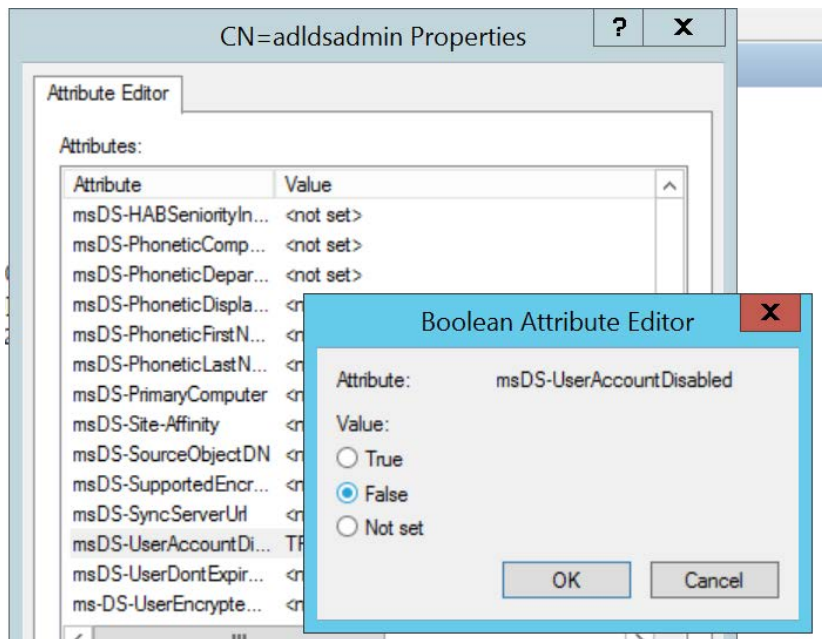 CN=adldsadmin Properties
? X
Attribute Editor
Attributes:
Attribute Value
msDS-HABSeniorityIn... <not set>
msDS-PhoneticComp... <not set>
msDS-PhoneticDepar... <not set>
msDS-PhoneticDispla... <n
msDS-PhoneticFirstN... <n
msDS-PhoneticLastN... <n
msDS-PrimaryComputer <n
msDS-Site-Affinity <n
msDS-SourceObjectDN <n
msDS-SupportedEncr... <n
msDS-SyncServerUrl <n
msDS-UserAccountDi... TR
msDS-UserDontExpir... <n
ms-DS-UserEncrypte... <n
Boolean Attribute Editor
X
Attribute: msDS-UserAccountDisabled
Value:
True
False
Not set
OK Cancel